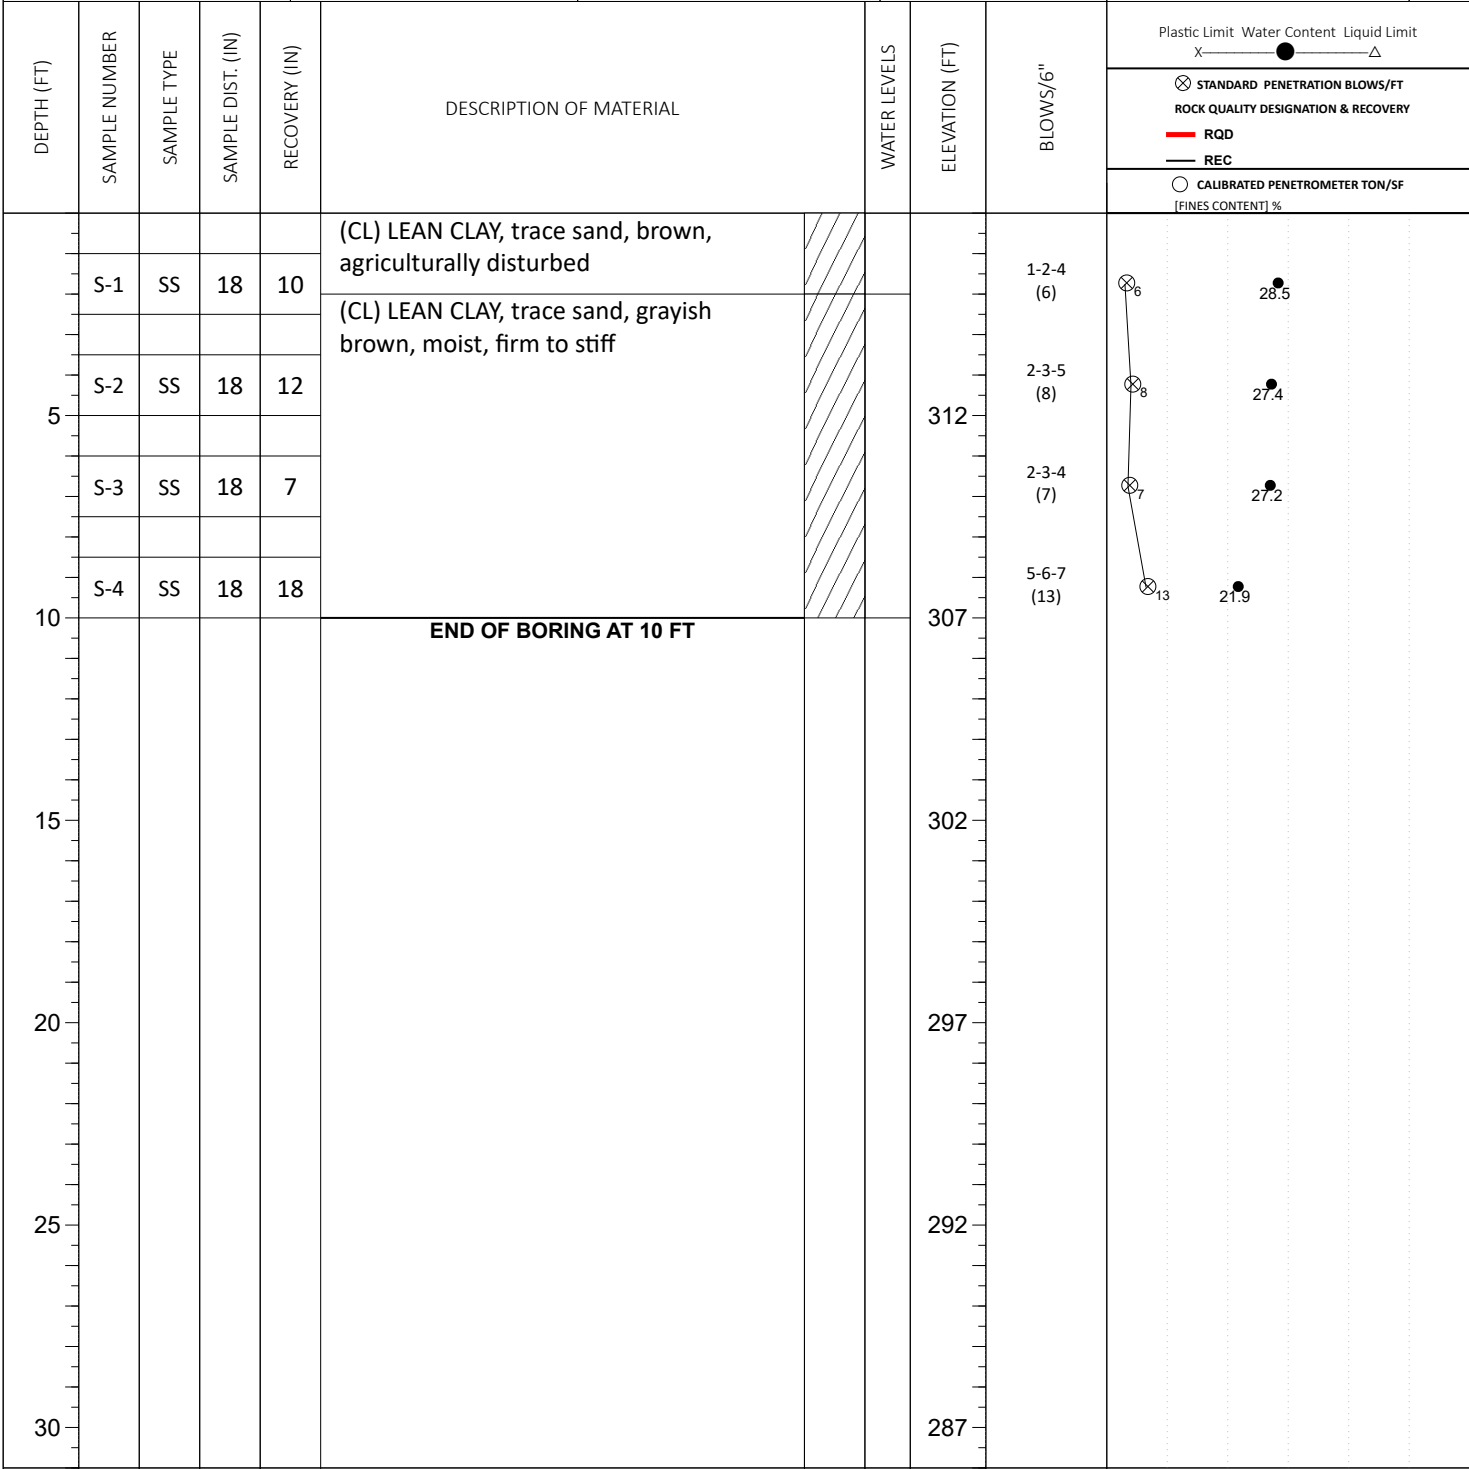 DEPTH (FT)
SAMPLE NUMBER
SAMPLE TYPE
SAMPLE DIST. (IN)
RECOVERY (IN)
DESCRIPTION OF MATERIAL
WATER LEVELS
ELEVATION (FT)
BLOWS/6"
Plastic Limit Water Content Liquid Limit
X
STANDARD PENETRATION BLOWS/FT
ROCK QUALITY DESIGNATION & RECOVERY
RQD
REC
CALIBRATED PENETROMETER TON/SF
[FINES CONTENT] %
(CL) LEAN CLAY, trace sand, brown,
agriculturally disturbed
S-1 SS 18 10
1-2-4
(6)
6
28.5
(CL) LEAN CLAY, trace sand, grayish
brown, moist, firm to stiff
S-2 SS 18 12
2-3-5
(8)
8
27.4
5
312
S-3 SS 18 7
2-3-4
(7)
7
27.2
S-4 SS 18 18
5-6-7
(13)
13
21.9
10
307
END OF BORING AT 10 FT
15
302
20
297
25
292
30
287